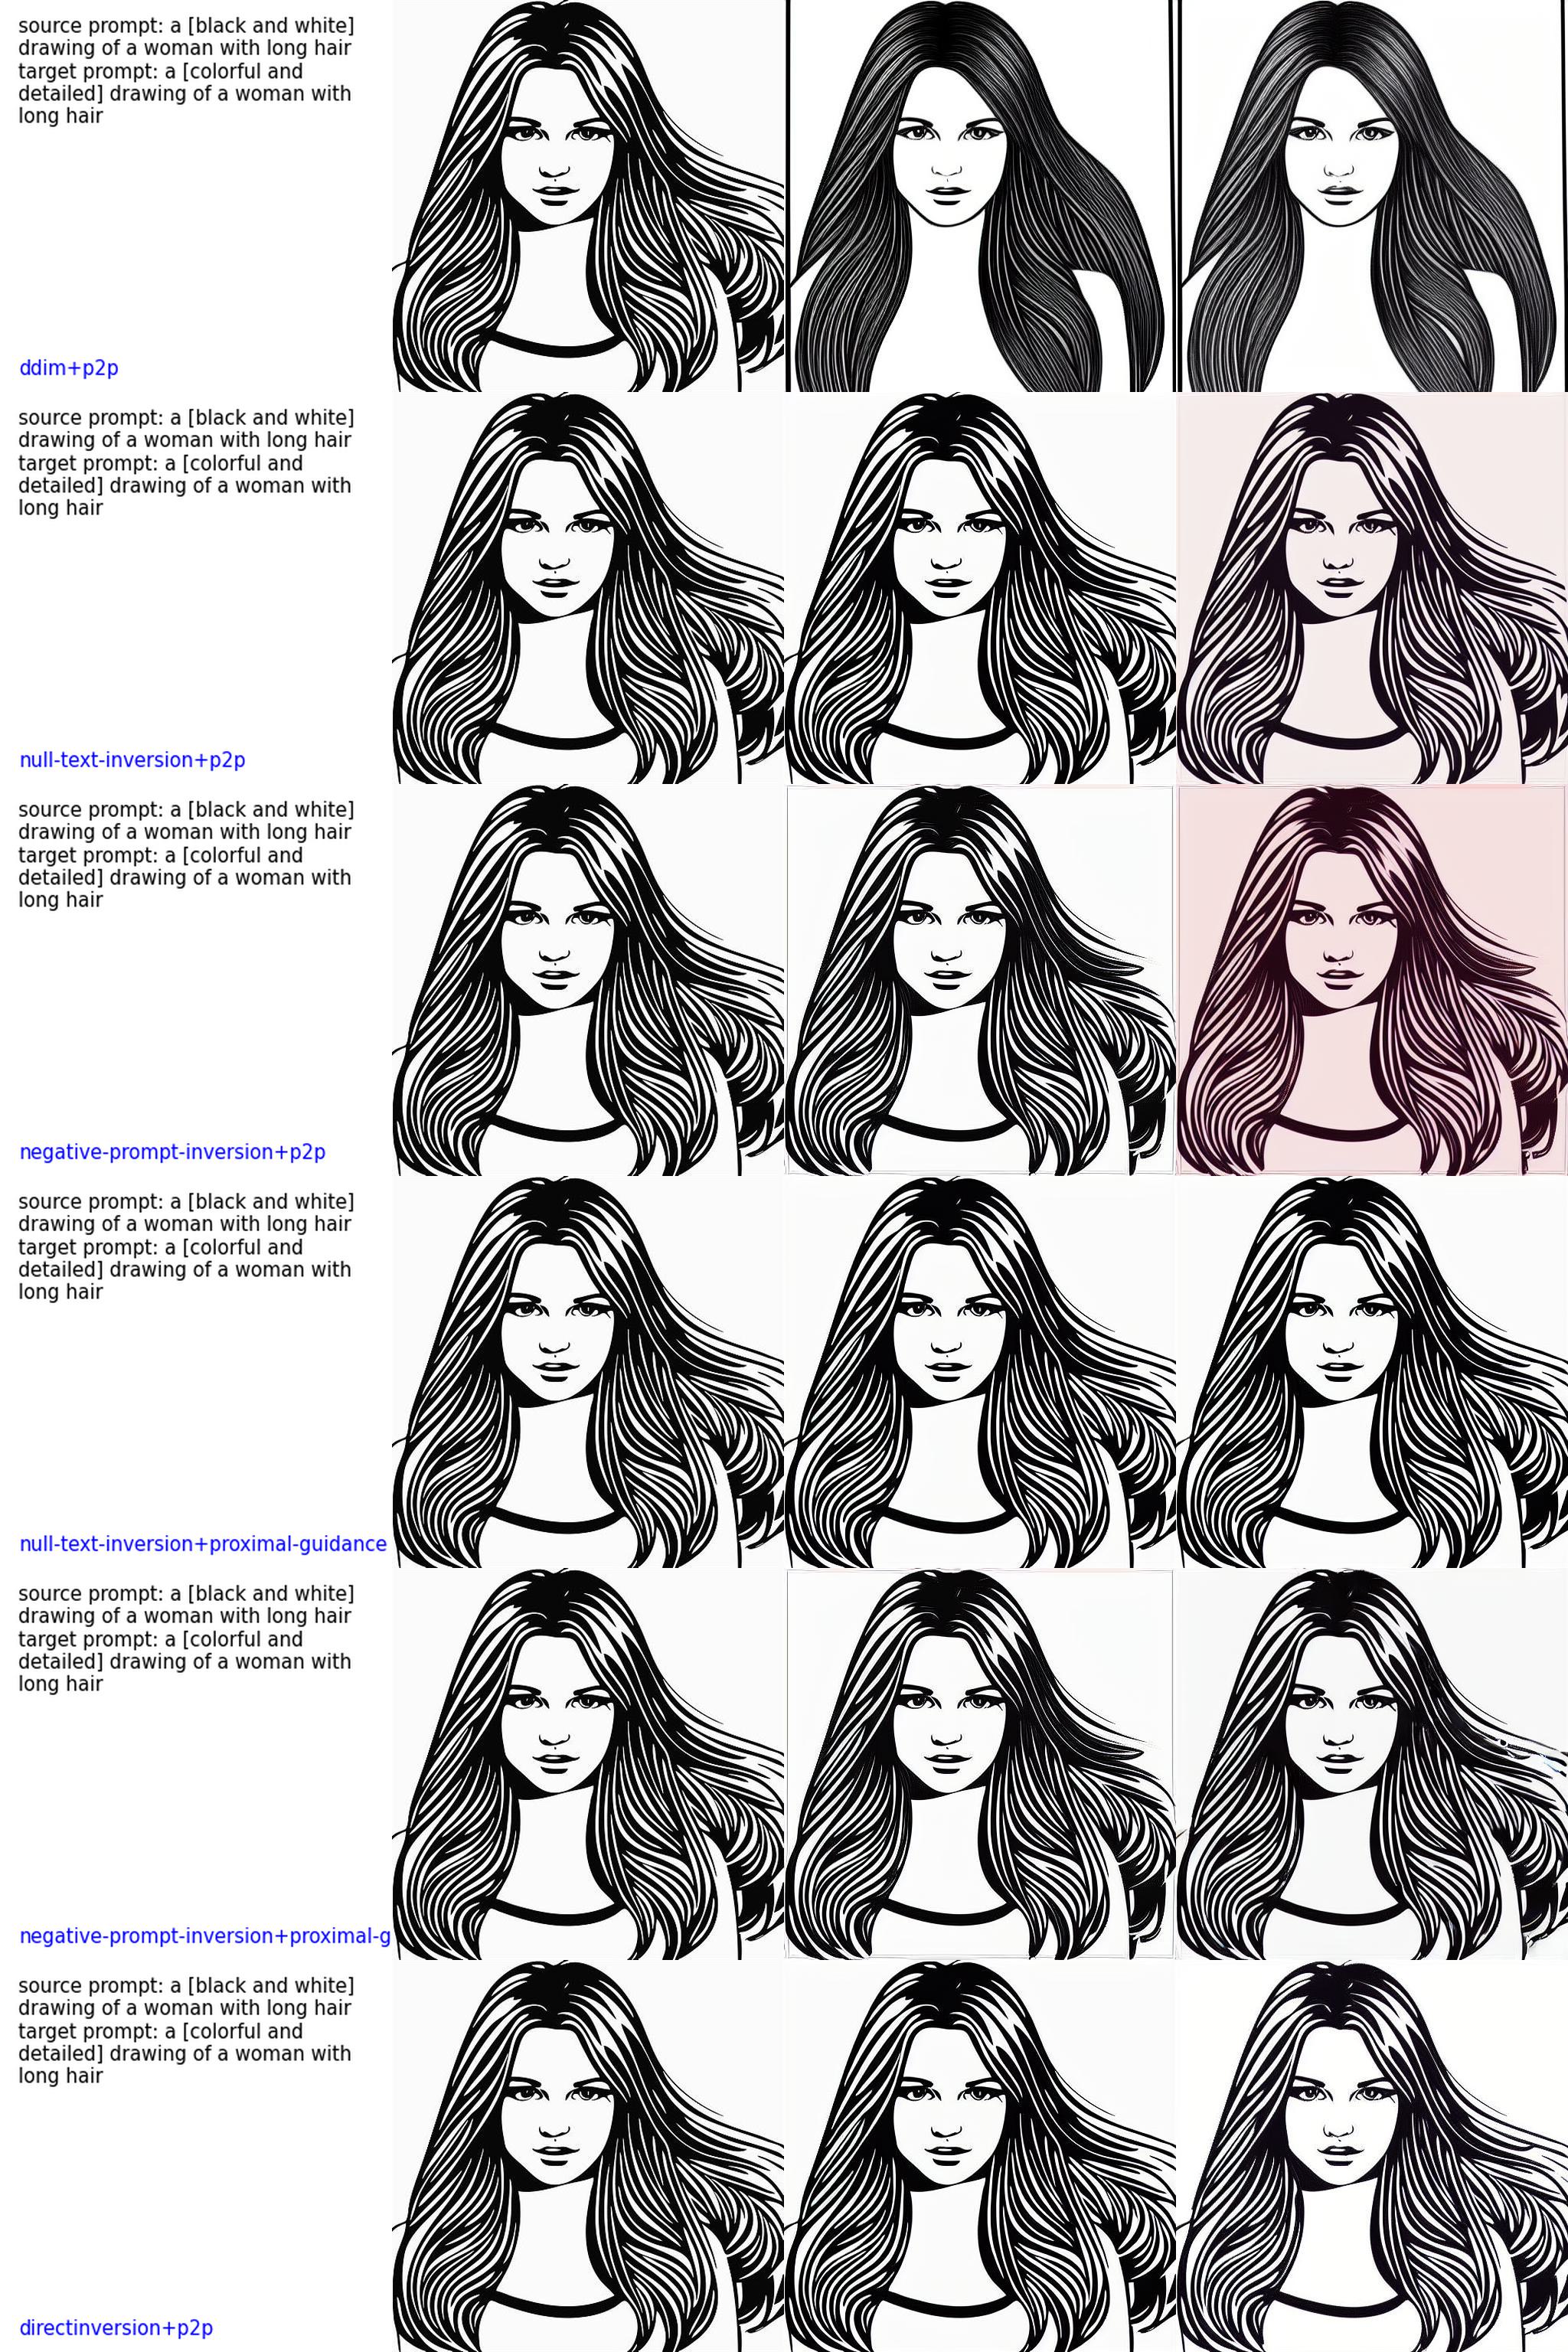 source prompt: a [black and white]
drawing of a woman with long hair
target prompt: a [colorful and
detailed] drawing of a woman with
long hair
ddim+p2p
source prompt: a [black and white]
drawing of a woman with long hair
target prompt: a [colorful and
detailed] drawing of a woman with
long hair
null-text-inversion+p2p
source prompt: a [black and white]
drawing of a woman with long hair
target prompt: a [colorful and
detailed] drawing of a woman with
long hair
negative-prompt-inversion+p2p
source prompt: a [black and white]
drawing of a woman with long hair
target prompt: a [colorful and
detailed] drawing of a woman with
long hair
null-text-inversion+proximal-guidance
source prompt: a [black and white]
drawing of a woman with long hair
target prompt: a [colorful and
detailed] drawing of a woman with
long hair
negative-prompt-inversion+proximal-g
source prompt: a [black and white]
drawing of a woman with long hair
target prompt: a [colorful and
detailed] drawing of a woman with
long hair
directinversion+p2p